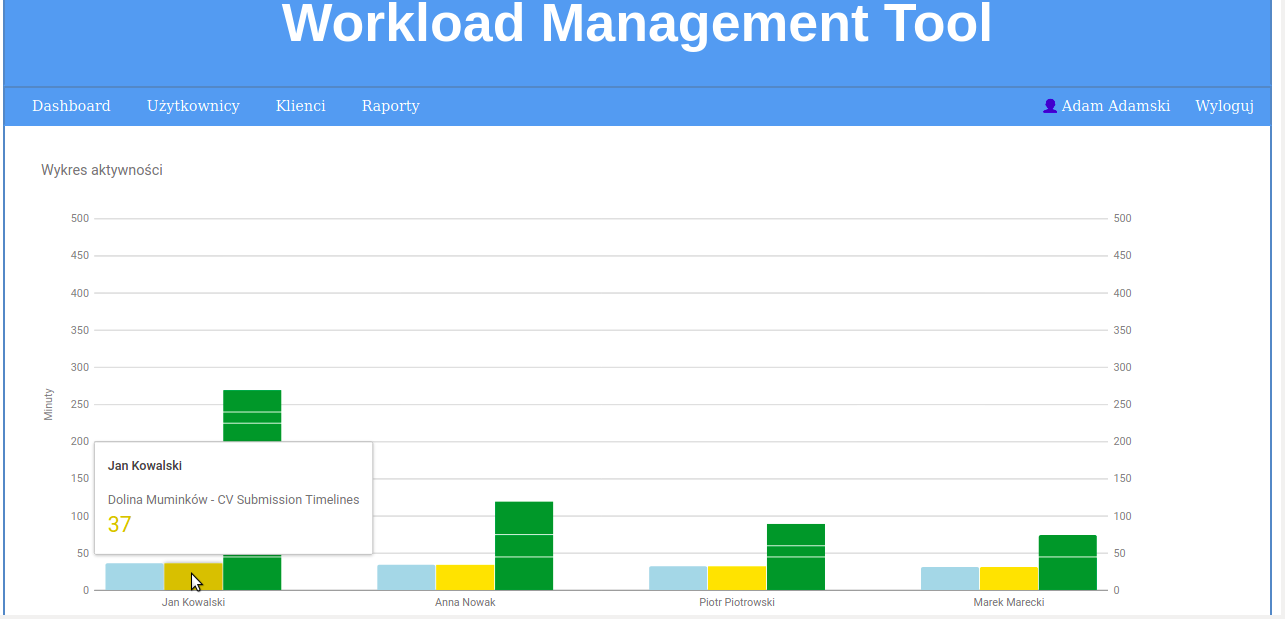 Workload Management Tool
Dashboard Użytkownicy Klienci Raporty Adam Adamski Wyloguj
Wykres aktywności
500 500
450 450
400 400
350 350
300 300
250 250
Minuty
200 200
Jan Kowalski
150 150
Dolina Muminków - CV Submission Timelines
100 37 100
50 50
0 0
Jan Kowalski Anna Nowak Piotr Piotrowski Marek Marecki